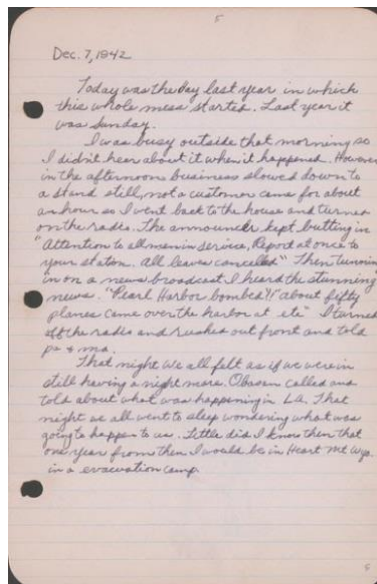 5
Dec. 7, 1942
Today was the day last year in which
this whole mess started. Last year it
was Sunday.
I was busy outside that morning so
I didn't hear about it when it happened. However
in the afternoon business slowed down to
a stand still, not a customer came for about
an hour so I went back to the house and turned
on the radio. The announcer kept butting in
"Attention to all men in service, Report at once to
your station. All leaves cancelled" Then tunning
in on a news broadcast I heard the stunning
news. "Pearl Harbor bombed!! about fifty
planes came over the harbor at etc" I turned
off the radio and rushed out front and told
pa & ma.
That night we all felt as if we were in
still having a night mare. Obasan called and
told about what was happening in L.A. That
night we all went to sleep wondering what was
going to happen to us. Little did I know then that
one year from then I would be in Heart Mt Wyo.
in a evacuation camp.
5